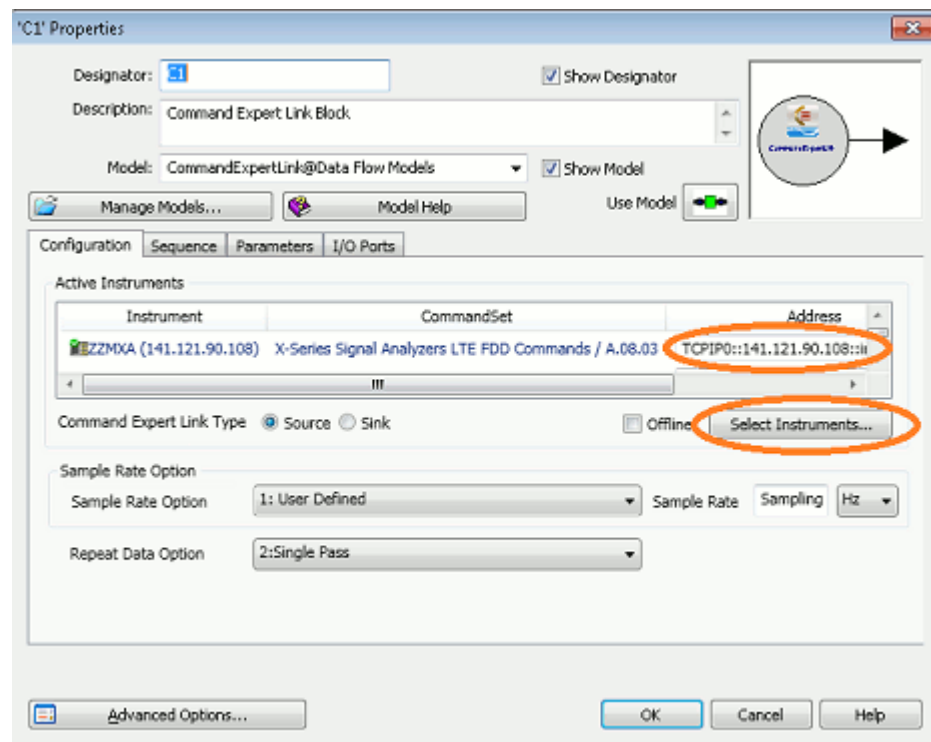 'C1' Properties
Designator: C1
Show Designator
Description: Command Expert Link Block
Model: CommandExpertLink@Data Flow Models
Show Model
Manage Models...
Model Help
Use Model
Configuration Sequence Parameters I/O Ports
Active Instruments
Instrument CommandSet Address
ZZMXA (141.121.90.108) X-Series Signal Analyzers LTE FDD Commands / A.08.03 TCPIP0::141.121.90.108::in
Command Expert Link Type Source Sink
Offline Select Instruments...
Sample Rate Option
Sample Rate Option 1: User Defined Sample Rate Sampling Hz
Repeat Data Option 2:Single Pass
Advanced Options... OK Cancel Help